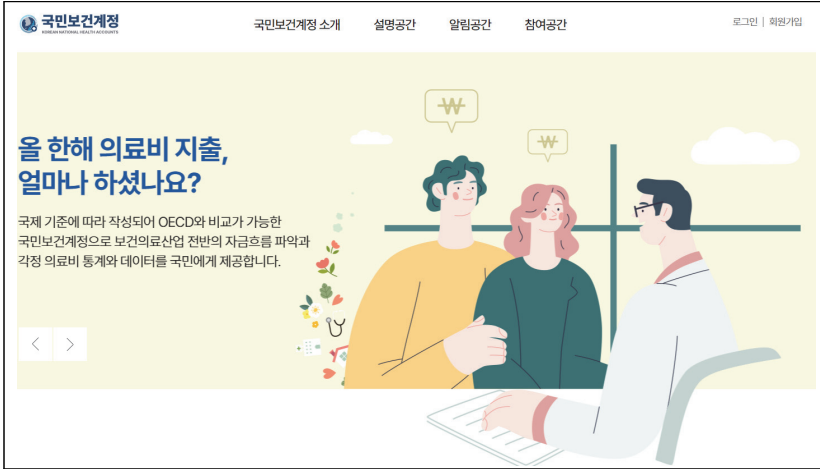 국민보건계정
KOREAN NATIONAL HEALTH ACCOUNTS
국민보건계정 소개 설명공간 알림공간 참여공간
로그인 | 회원가입
올 한해 의료비 지출,
얼마나 하셨나요?
국제 기준에 따라 작성되어 OECD와 비교가 가능한
국민보건계정으로 보건의료산업 전반의 자금흐름 파악과
각정 의료비 통계와 데이터를 국민에게 제공합니다.
₩
₩